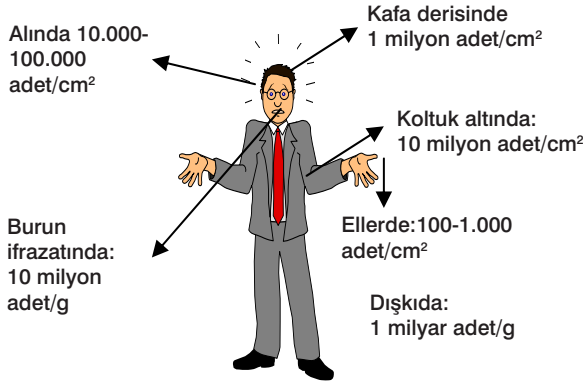 Alında 10.000-
100.000
adet/cm²
Kafa derisinde
1 milyon adet/cm²
Koltuk altında:
10 milyon adet/cm²
Burun
ifrazatında:
10 milyon
adet/g
Ellerde:100-1.000
adet/cm²
Dışkıda:
1 milyar adet/g